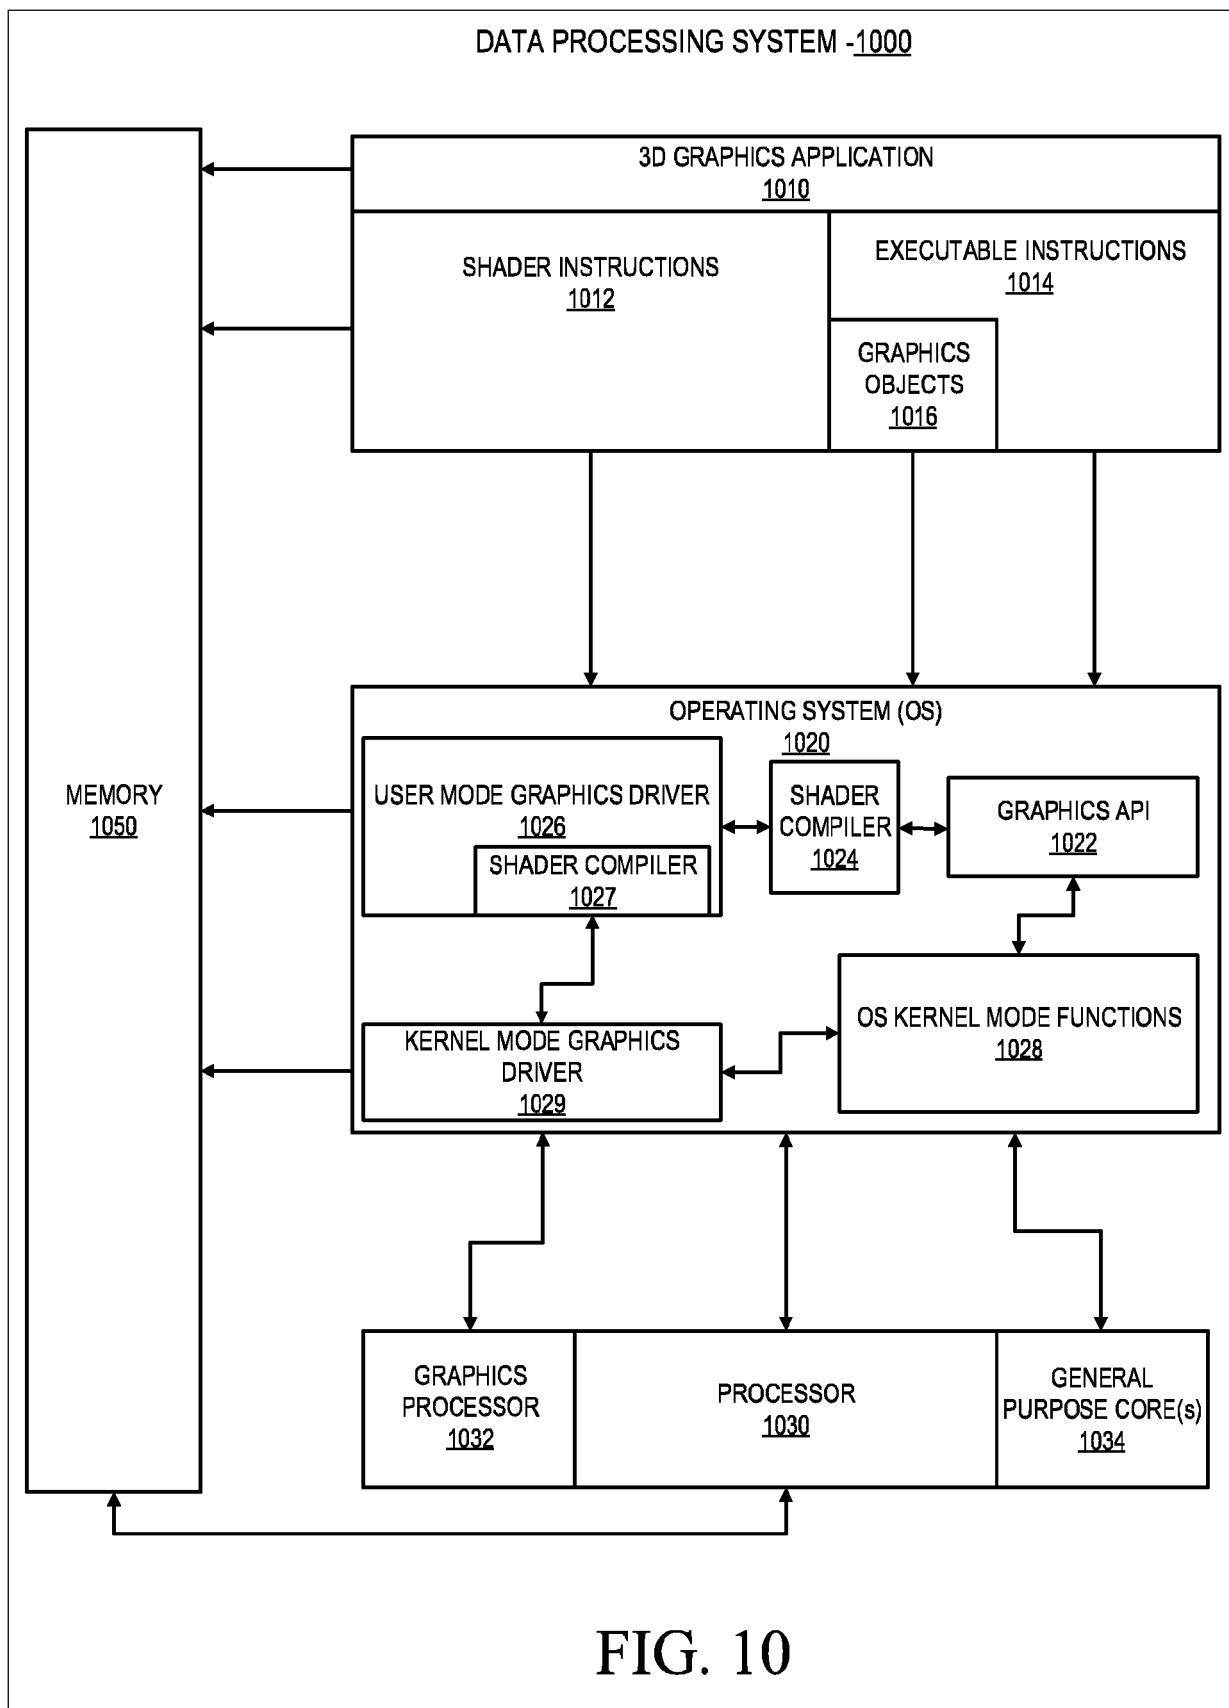 DATA PROCESSING SYSTEM -1000
3D GRAPHICS APPLICATION
1010
SHADER INSTRUCTIONS
1012
EXECUTABLE INSTRUCTIONS
1014
GRAPHICS
OBJECTS
1016
MEMORY
1050
OPERATING SYSTEM (OS)
1020
USER MODE GRAPHICS DRIVER
1026
SHADER COMPILER
1027
SHADER
COMPILER
1024
GRAPHICS API
1022
KERNEL MODE GRAPHICS
DRIVER
1029
OS KERNEL MODE FUNCTIONS
1028
GRAPHICS
PROCESSOR
1032
PROCESSOR
1030
GENERAL
PURPOSE CORE(s)
1034
FIG. 10